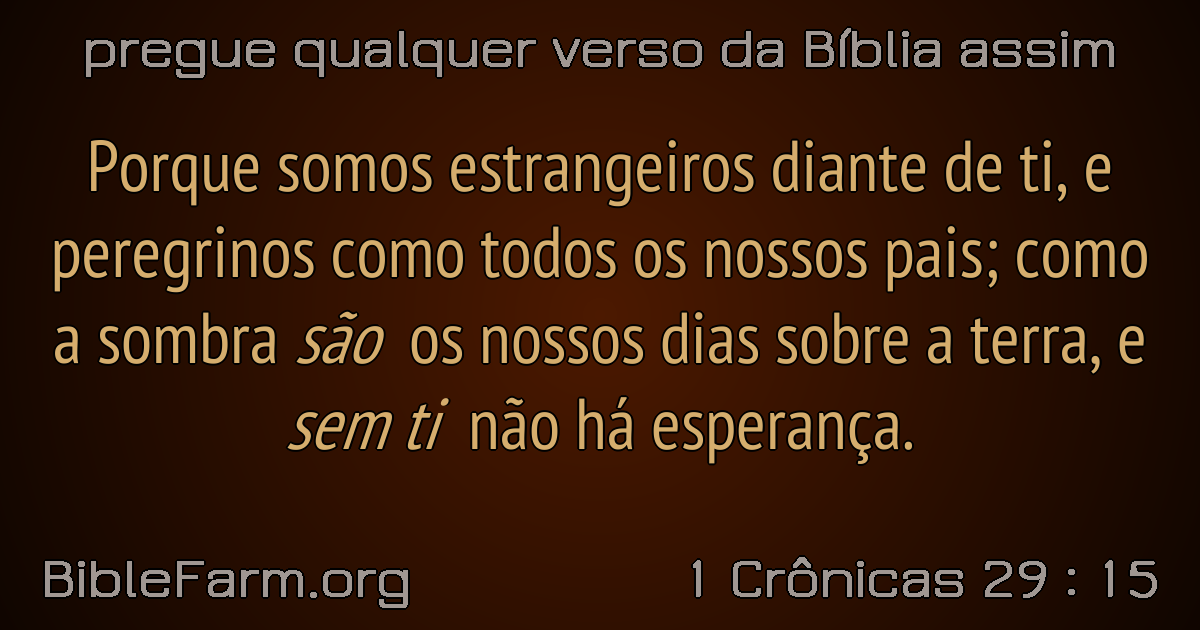 pregue qualquer verso da Bíblia assim
Porque somos estrangeiros diante de ti, e
peregrinos como todos os nossos pais; como
a sombra são os nossos dias sobre a terra, e
sem ti não há esperança.
BibleFarm.org
1 Crônicas 29 : 15